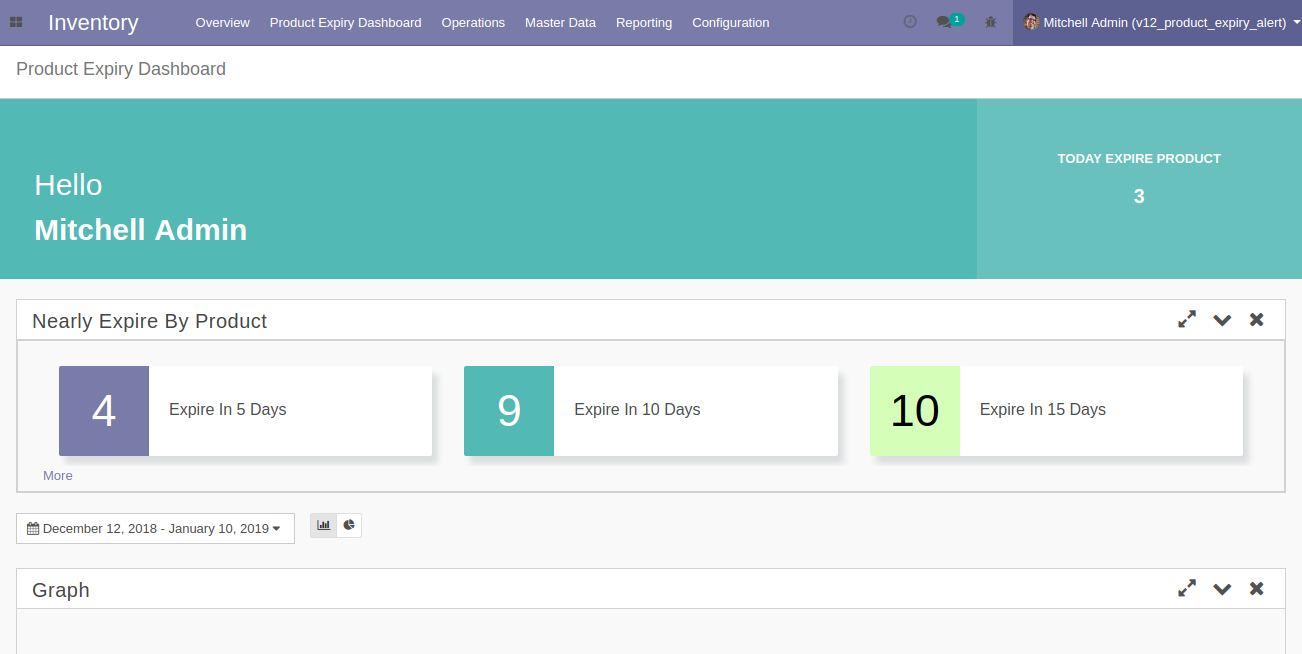 Inventory Overview Product Expiry Dashboard Operations Master Data Reporting Configuration 1 Mitchell Admin (v12_product_expiry_alert)
Product Expiry Dashboard
Hello
Mitchell Admin
TODAY EXPIRE PRODUCT
3
Nearly Expire By Product
4 Expire In 5 Days
9 Expire In 10 Days
10 Expire In 15 Days
More
December 12, 2018 - January 10, 2019
Graph